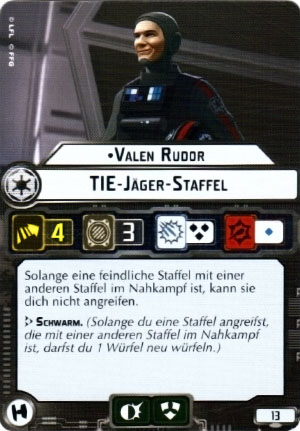 © LFL © FFG
•Valen Rudor
TIE-Jäger-Staffel
4 3
Solange eine feindliche Staffel mit einer
anderen Staffel im Nahkampf ist, kann sie
dich nicht angreifen.
Schwarm. (Solange du eine Staffel angreifst,
die mit einer anderen Staffel im Nahkampf
ist, darfst du 1 Würfel neu würfeln.)
13